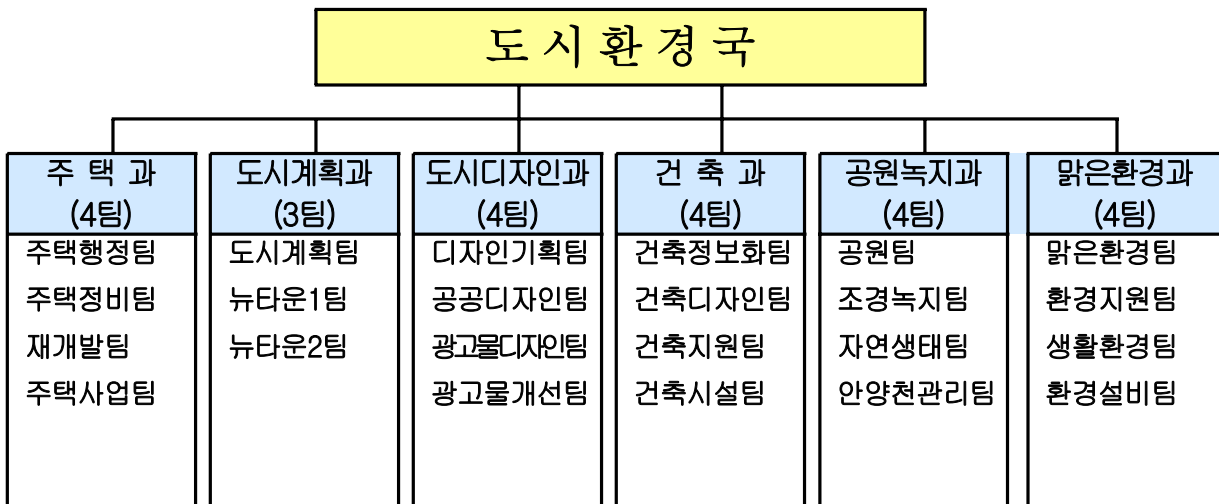 도시환경국
주택과
(4팀)
주택행정팀
주택정비팀
재개발팀
주택사업팀
도시계획과
(3팀)
도시계획팀
뉴타운1팀
뉴타운2팀
도시디자인과
(4팀)
디자인기획팀
공공디자인팀
광고물디자인팀
광고물개선팀
건축과
(4팀)
건축정보화팀
건축디자인팀
건축지원팀
건축시설팀
공원녹지과
(4팀)
공원팀
조경녹지팀
자연생태팀
안양천관리팀
맑은환경과
(4팀)
맑은환경팀
환경지원팀
생활환경팀
환경설비팀